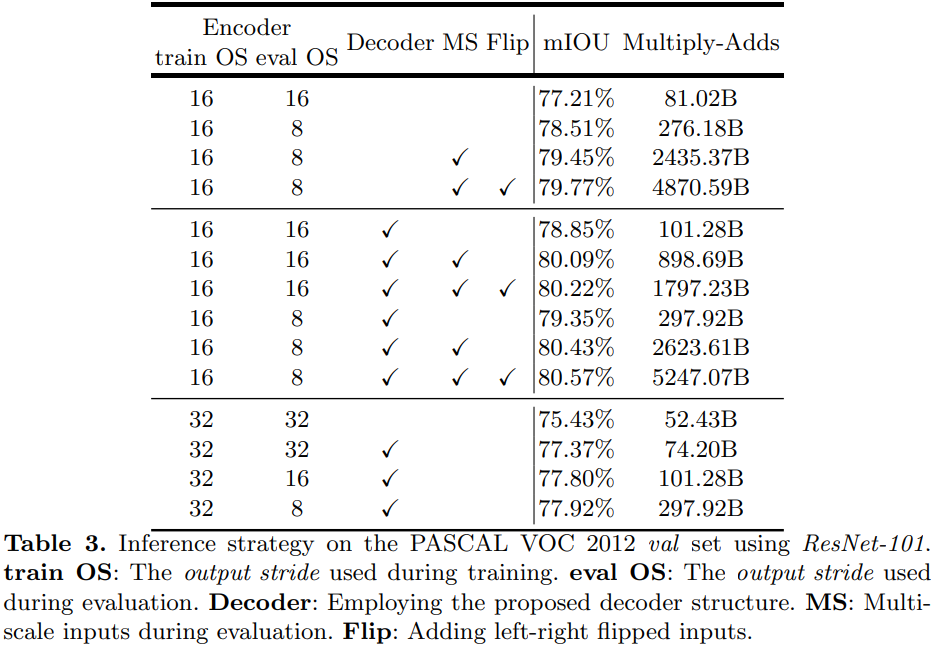 Encoder
train OS eval OS Decoder MS Flip mIOU Multiply-Adds
16 16 77.21% 81.02B
16 8 78.51% 276.18B
16 8 ✓ 79.45% 2435.37B
16 8 ✓ ✓ 79.77% 4870.59B
16 16 ✓ 78.85% 101.28B
16 16 ✓ ✓ 80.09% 898.69B
16 16 ✓ ✓ ✓ 80.22% 1797.23B
16 8 ✓ 79.35% 297.92B
16 8 ✓ ✓ 80.43% 2623.61B
16 8 ✓ ✓ ✓ 80.57% 5247.07B
32 32 75.43% 52.43B
32 32 ✓ 77.37% 74.20B
32 16 ✓ 77.80% 101.28B
32 8 ✓ 77.92% 297.92B
Table 3. Inference strategy on the PASCAL VOC 2012 val set using ResNet-101.
train OS: The output stride used during training. eval OS: The output stride used
during evaluation. Decoder: Employing the proposed decoder structure. MS: Multi-
scale inputs during evaluation. Flip: Adding left-right flipped inputs.